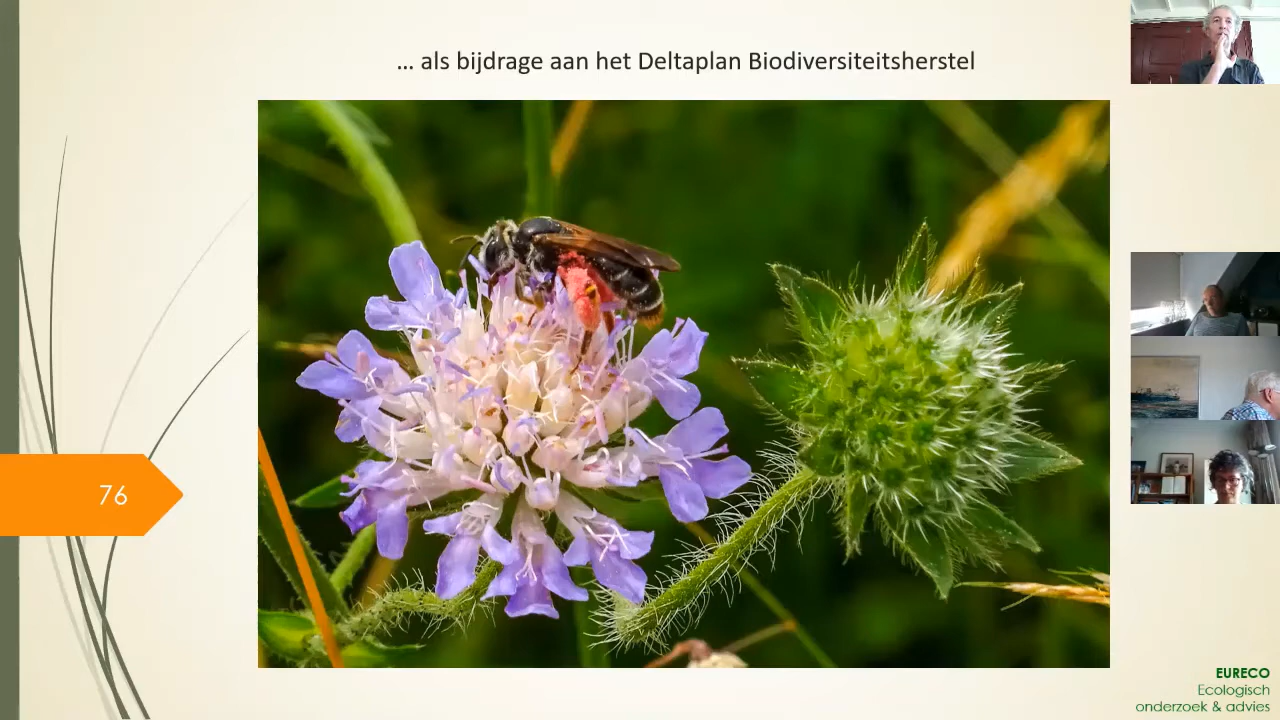 ... als bijdrage aan het Deltaplan Biodiversiteitsherstel
76
EURECO
Ecologisch
onderzoek & advies